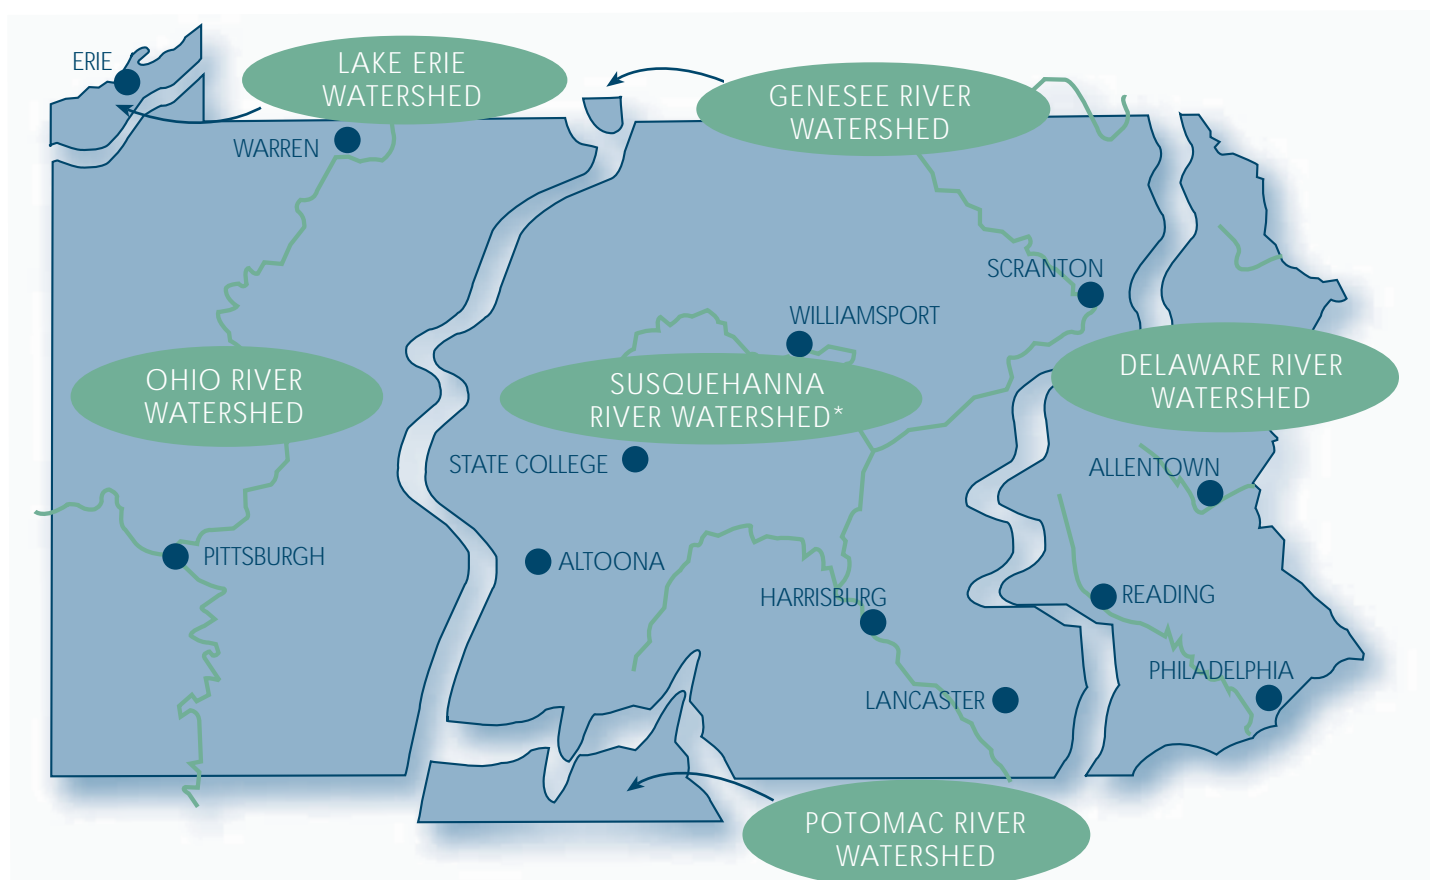 ERIE
LAKE ERIE
WATERSHED
GENESEE RIVER
WATERSHED
WARREN
SCRANTON
WILLIAMSPORT
OHIO RIVER
WATERSHED
SUSQUEHANNA
RIVER WATERSHED*
DELAWARE RIVER
WATERSHED
STATE COLLEGE
ALLENTOWN
PITTSBURGH
ALTOONA
HARRISBURG
READING
PHILADELPHIA
LANCASTER
POTOMAC RIVER
WATERSHED